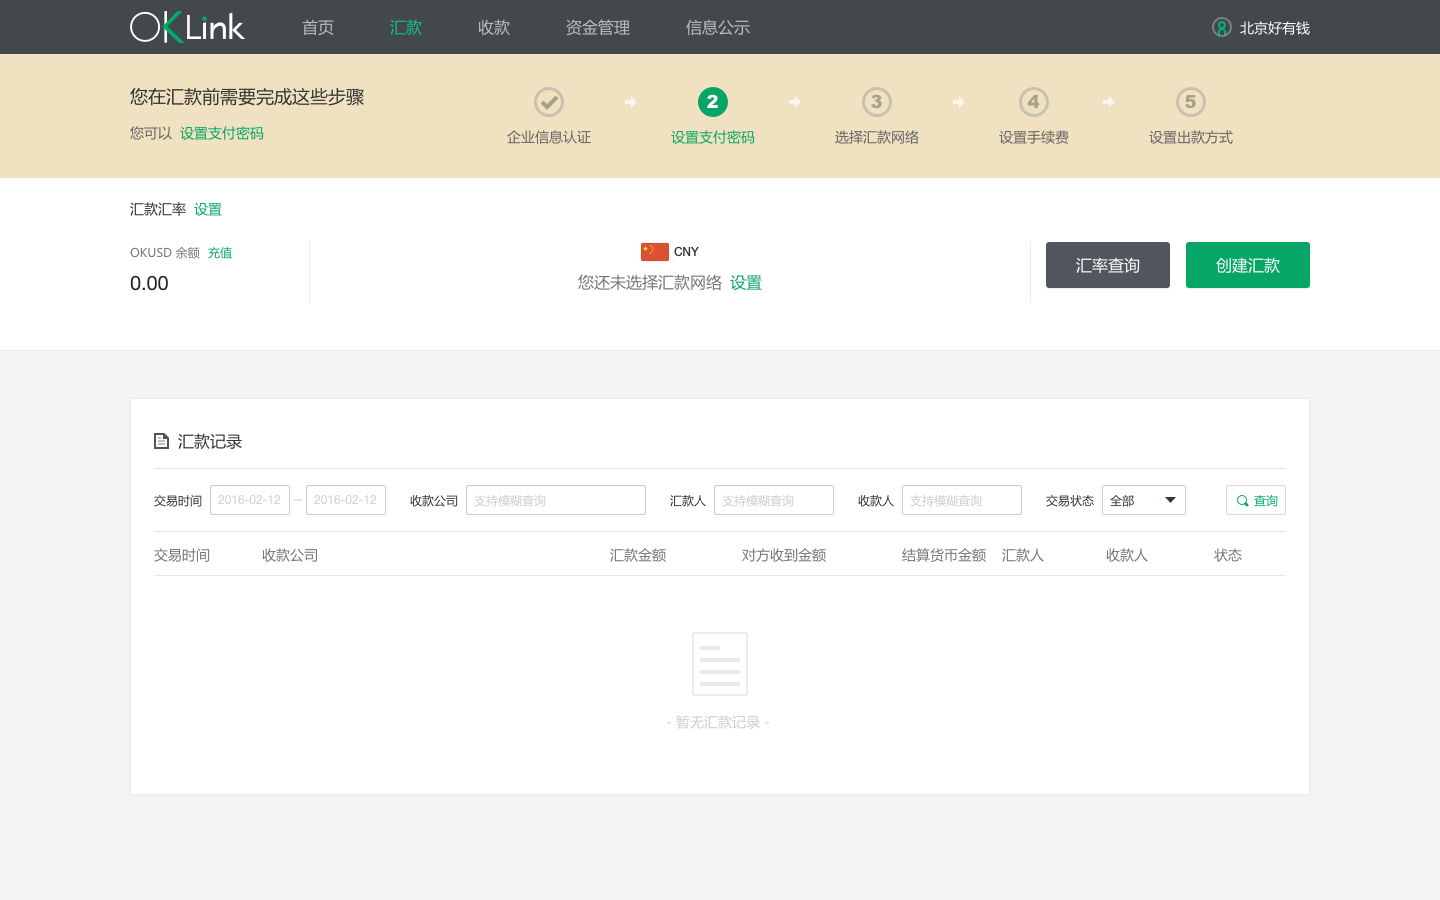 OKLink 首页 汇款 收款 资金管理 信息公示 北京好有钱
您在汇款前需要完成这些步骤
您可以 设置支付密码
2 3 4 5
企业信息认证 设置支付密码 选择汇款网络 设置手续费 设置出款方式
汇款汇率 设置
OKUSD 余额 充值
0.00
CNY
您还未选择汇款网络 设置
汇率查询 创建汇款
汇款记录
交易时间 2016-02-12 – 2016-02-12 收款公司 支持模糊查询 汇款人 支持模糊查询 收款人 支持模糊查询 交易状态 全部 查询
交易时间 收款公司 汇款金额 对方收到金额 结算货币金额 汇款人 收款人 状态
- 暂无汇款记录 -